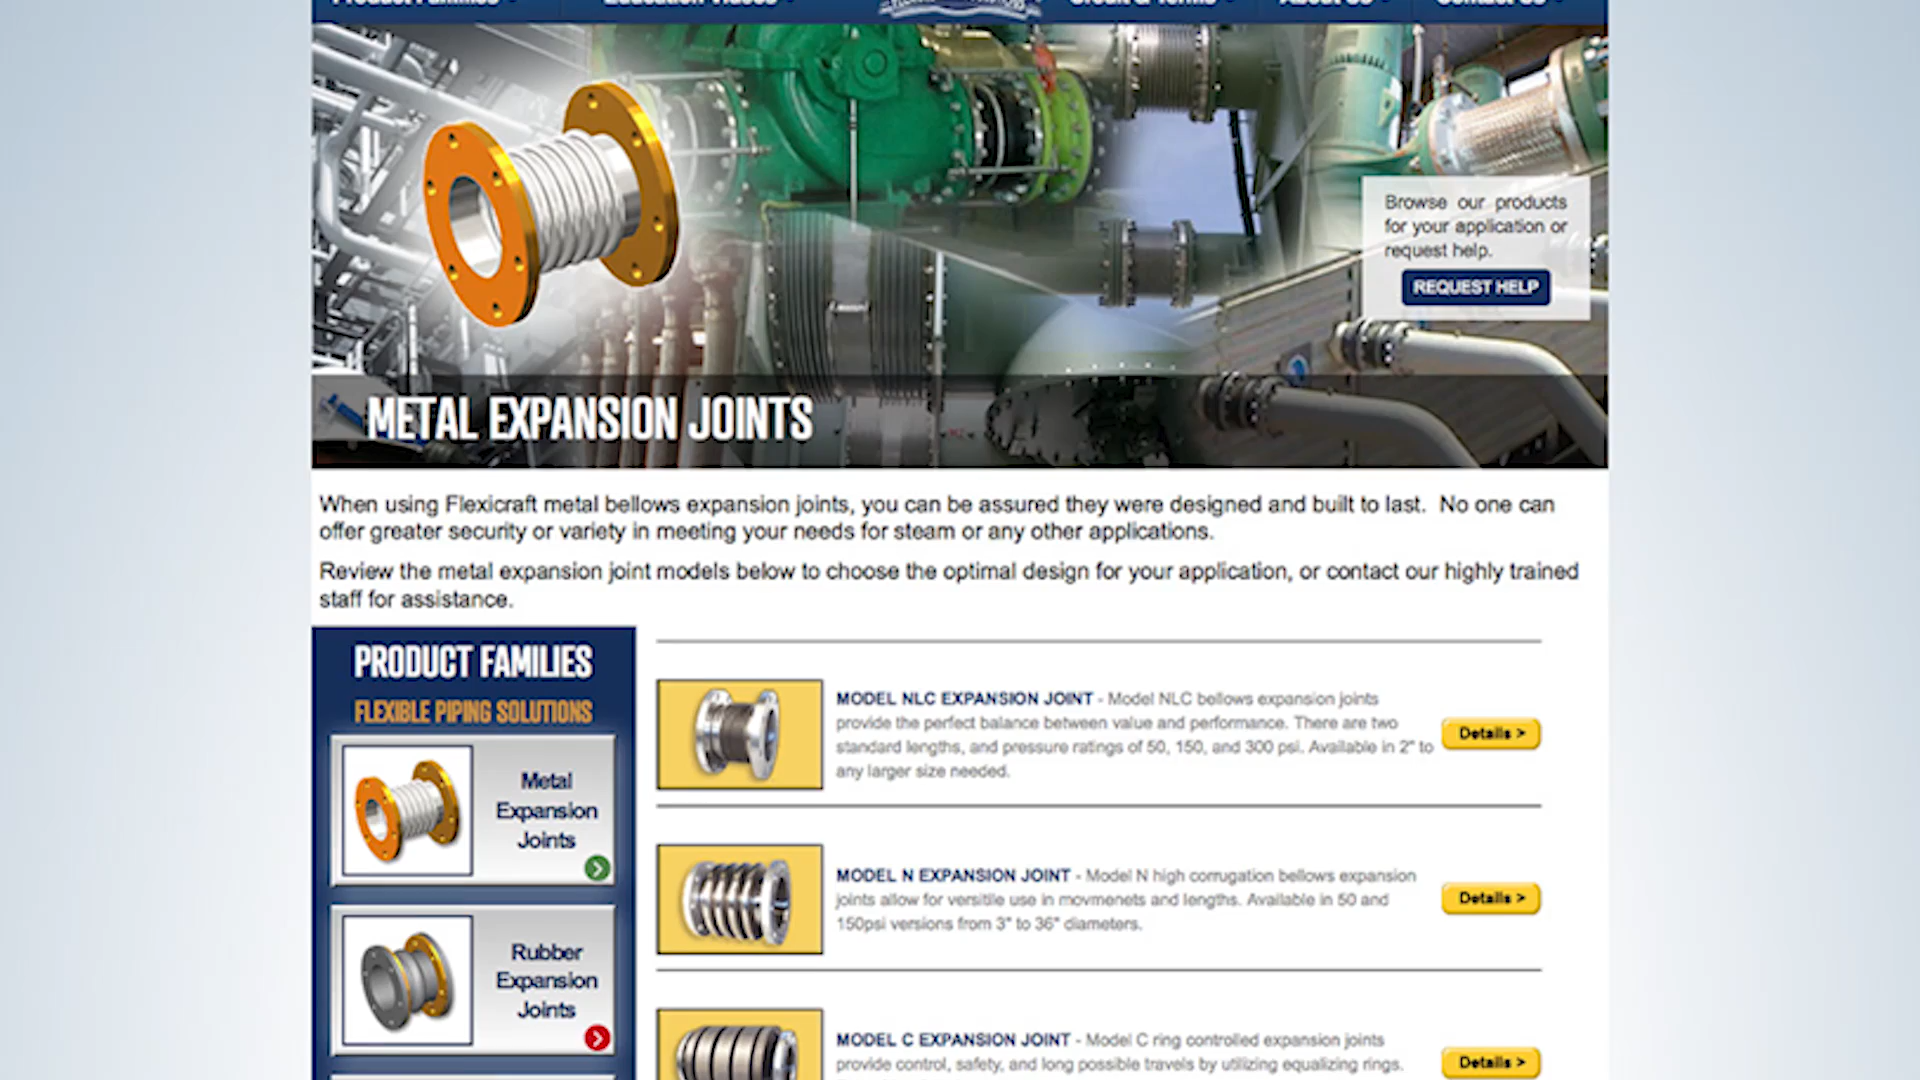 Product Families
Education Videos
Credit & Terms
About Us
Contact Us
Browse our products
for your application or
request help.
REQUEST HELP
METAL EXPANSION JOINTS
When using Flexicraft metal bellows expansion joints, you can be assured they were designed and built to last. No one can
offer greater security or variety in meeting your needs for steam or any other applications.
Review the metal expansion joint models below to choose the optimal design for your application, or contact our highly trained
staff for assistance.
PRODUCT FAMILIES
FLEXIBLE PIPING SOLUTIONS
Metal
Expansion
Joints
Rubber
Expansion
Joints
MODEL NLC EXPANSION JOINT - Model NLC bellows expansion joints
provide the perfect balance between value and performance. There are two
standard lengths, and pressure ratings of 50, 150, and 300 psi. Available in 2" to
any larger size needed.
Details >
MODEL N EXPANSION JOINT - Model N high corrugation bellows expansion
joints allow for versitile use in movmenets and lengths. Available in 50 and
150psi versions from 3" to 36" diameters.
Details >
MODEL C EXPANSION JOINT - Model C ring controlled expansion joints
provide control, safety, and long possible travels by utilizing equalizing rings.
Details >